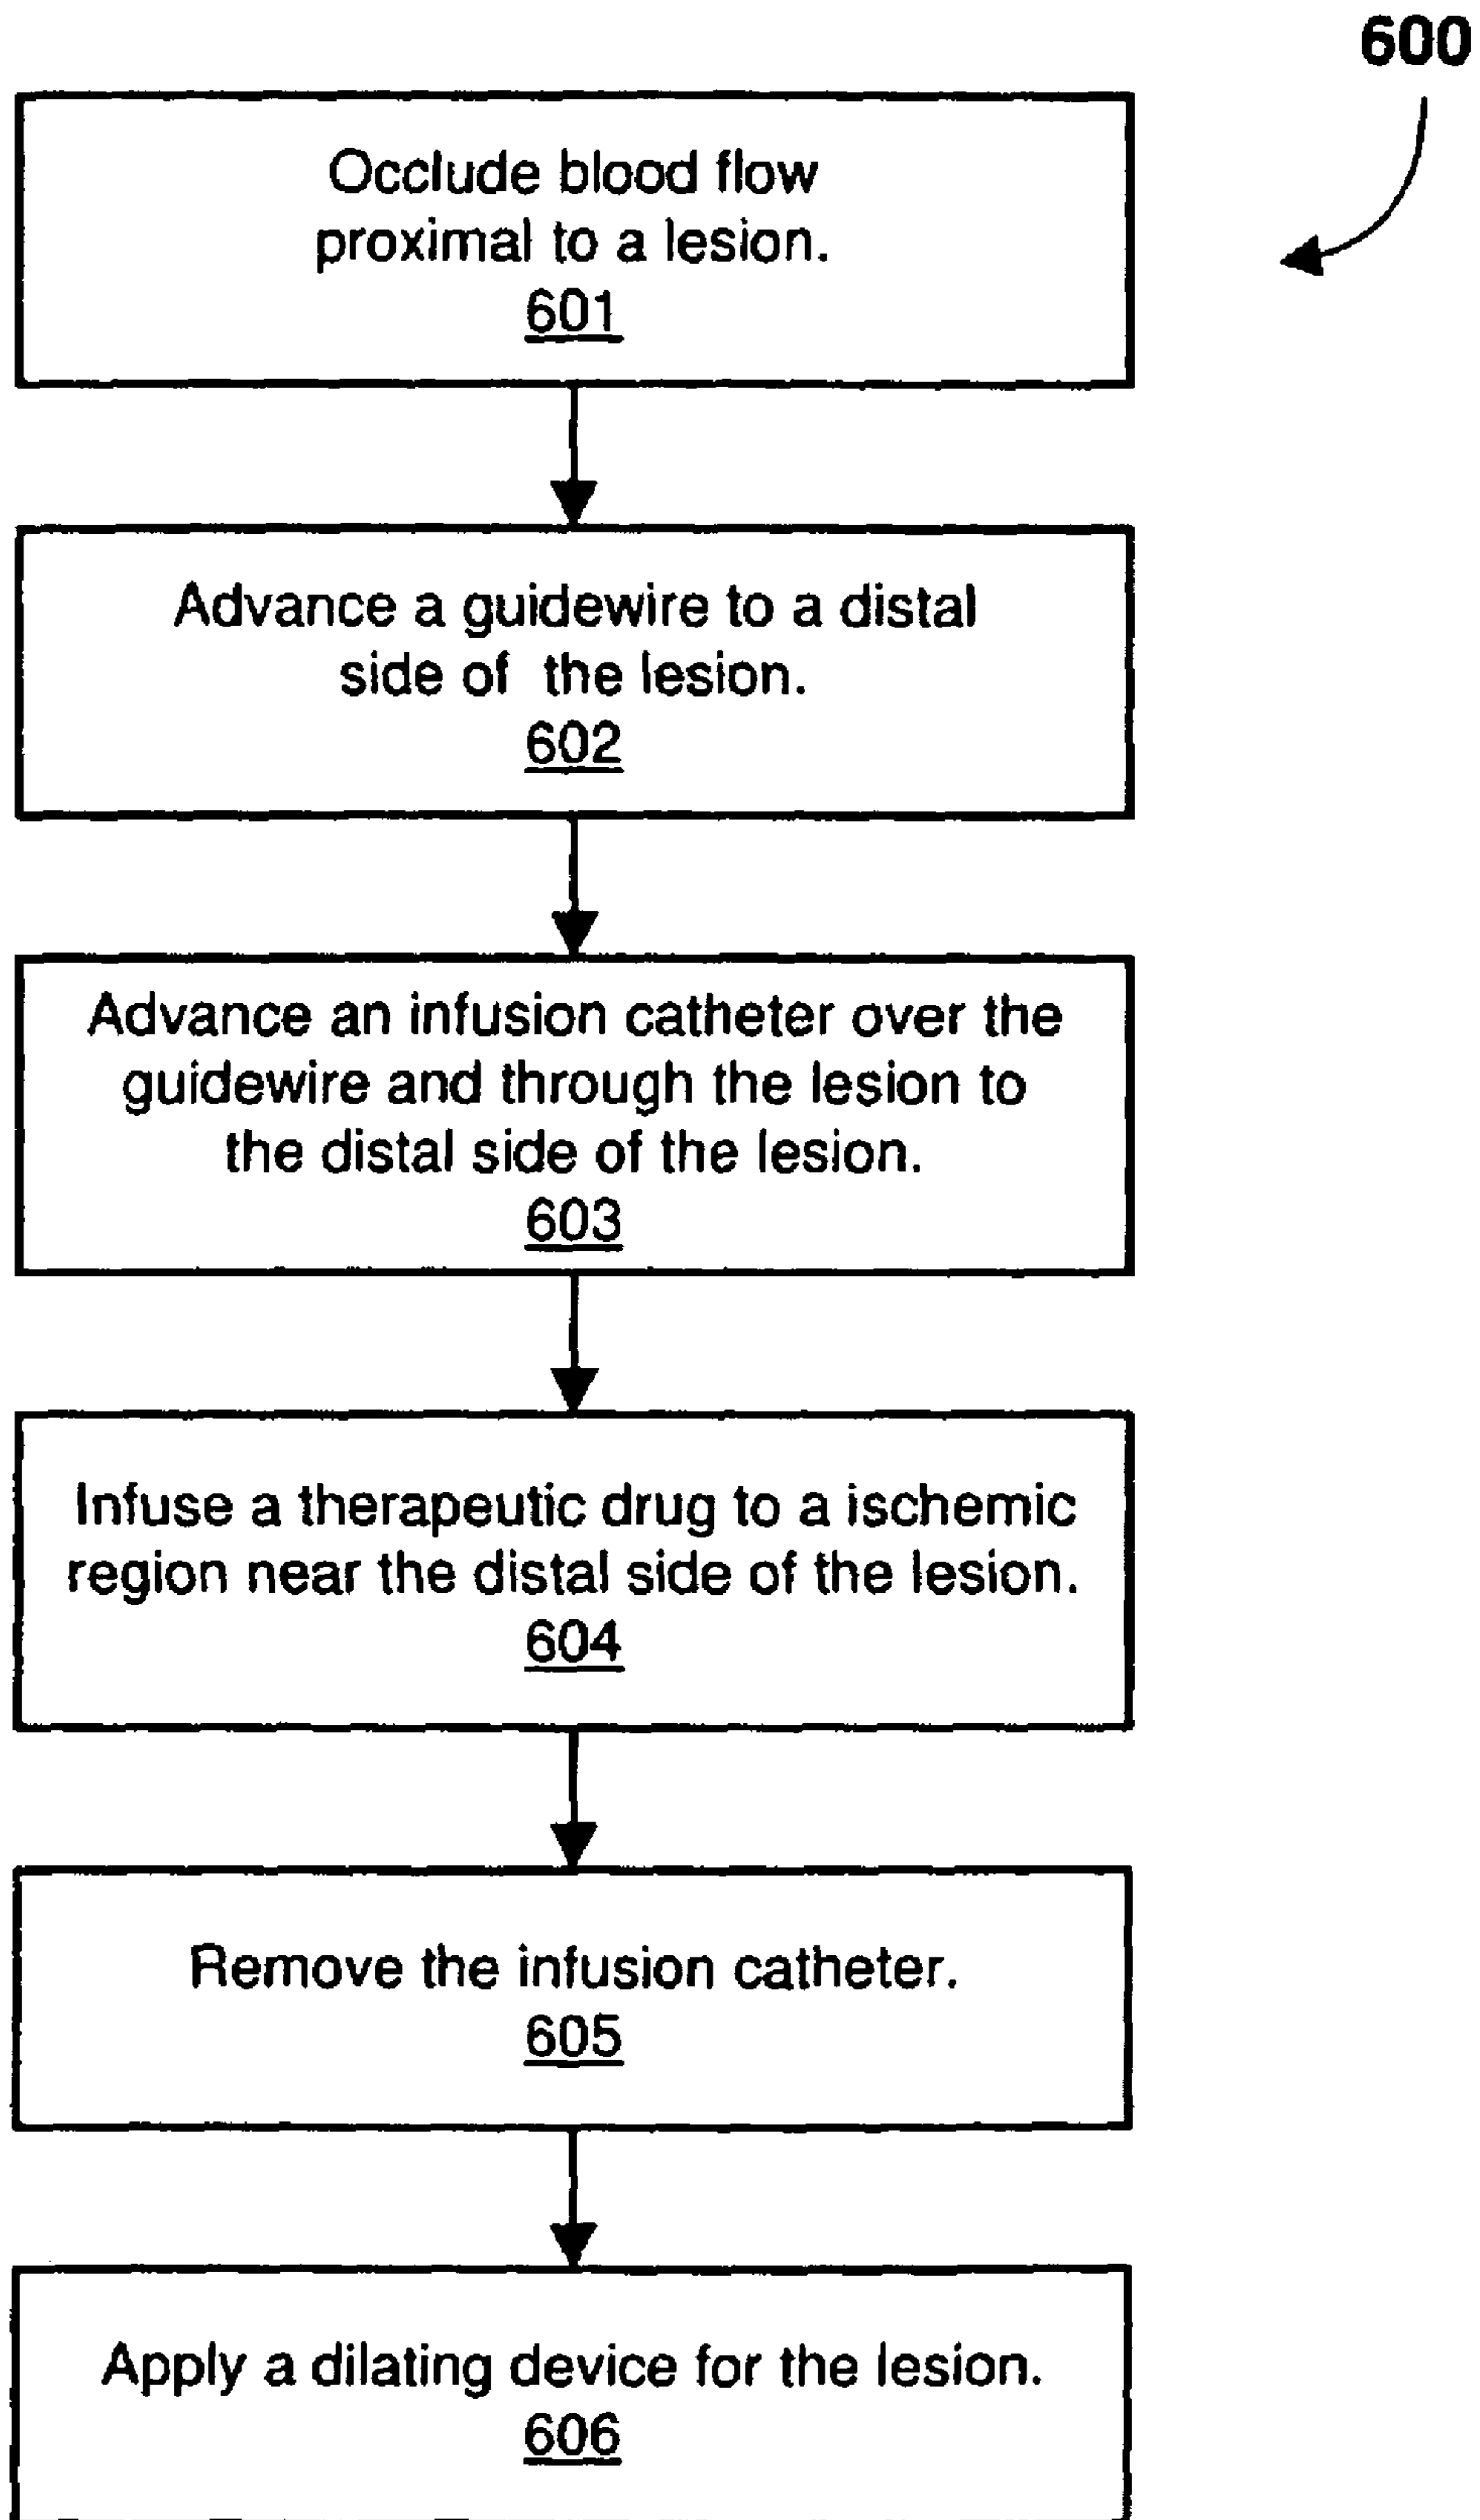 600
Occlude blood flow
proximal to a lesion.
601
Advance a guidewire to a distal
side of the lesion.
602
Advance an infusion catheter over the
guidewire and through the lesion to
the distal side of the lesion.
603
Infuse a therapeutic drug to a ischemic
region near the distal side of the lesion.
604
Remove the infusion catheter.
605
Apply a dilating device for the lesion.
606